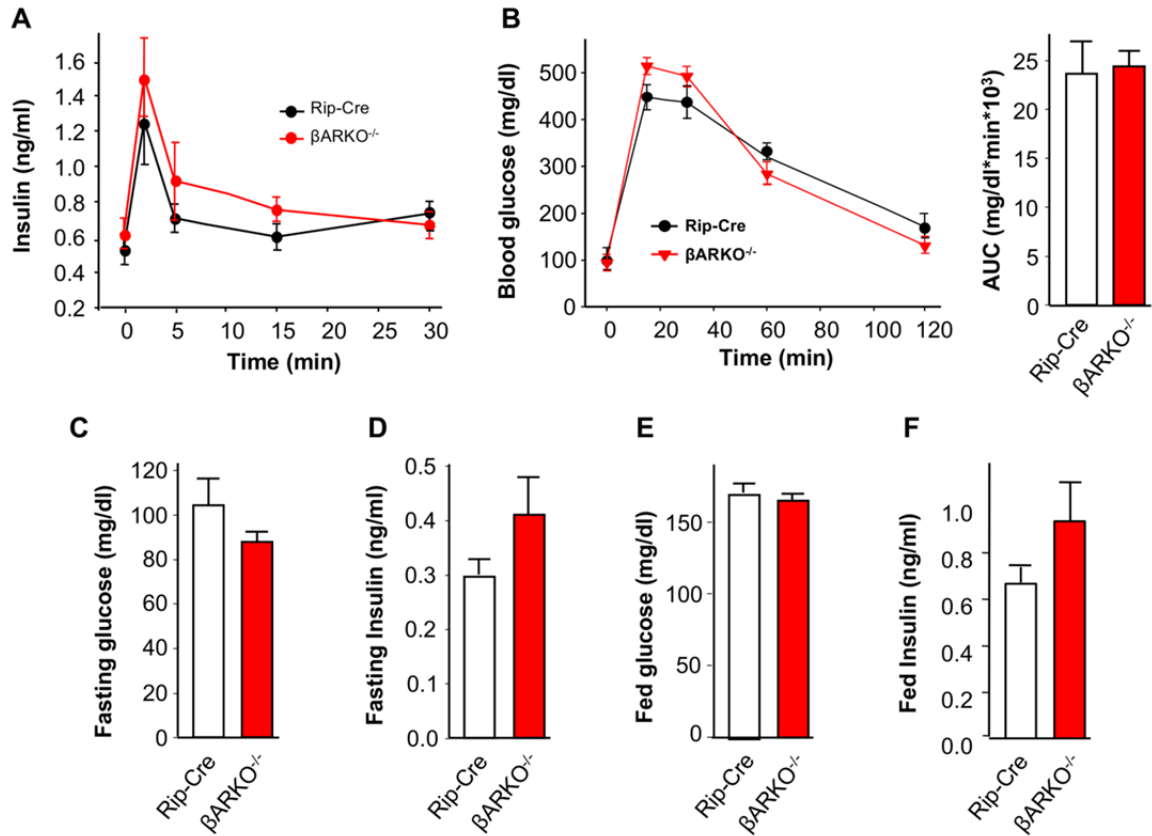 A
Insulin (ng/ml)
1.6
1.4
1.2
1.0
0.8
0.6
0.4
0.2
Rip-Cre
βARKO-/-
0 5 10 15 20 25 30
Time (min)
B
Blood glucose (mg/dl)
500
400
300
200
100
0
Rip-Cre
βARKO-/-
0 20 40 60 80 100 120
Time (min)
AUC (mg/dl*min*10³)
25
20
15
10
5
0
Rip-Cre
βARKO-/-
C
Fasting glucose (mg/dl)
120
100
80
60
40
20
0
Rip-Cre
βARKO-/-
D
Fasting Insulin (ng/ml)
0.5
0.4
0.3
0.2
0.1
0.0
Rip-Cre
βARKO-/-
E
Fed glucose (mg/dl)
150
100
50
0
Rip-Cre
βARKO-/-
F
Fed Insulin (ng/ml)
1.0
0.8
0.6
0.4
0.2
0.0
Rip-Cre
βARKO-/-